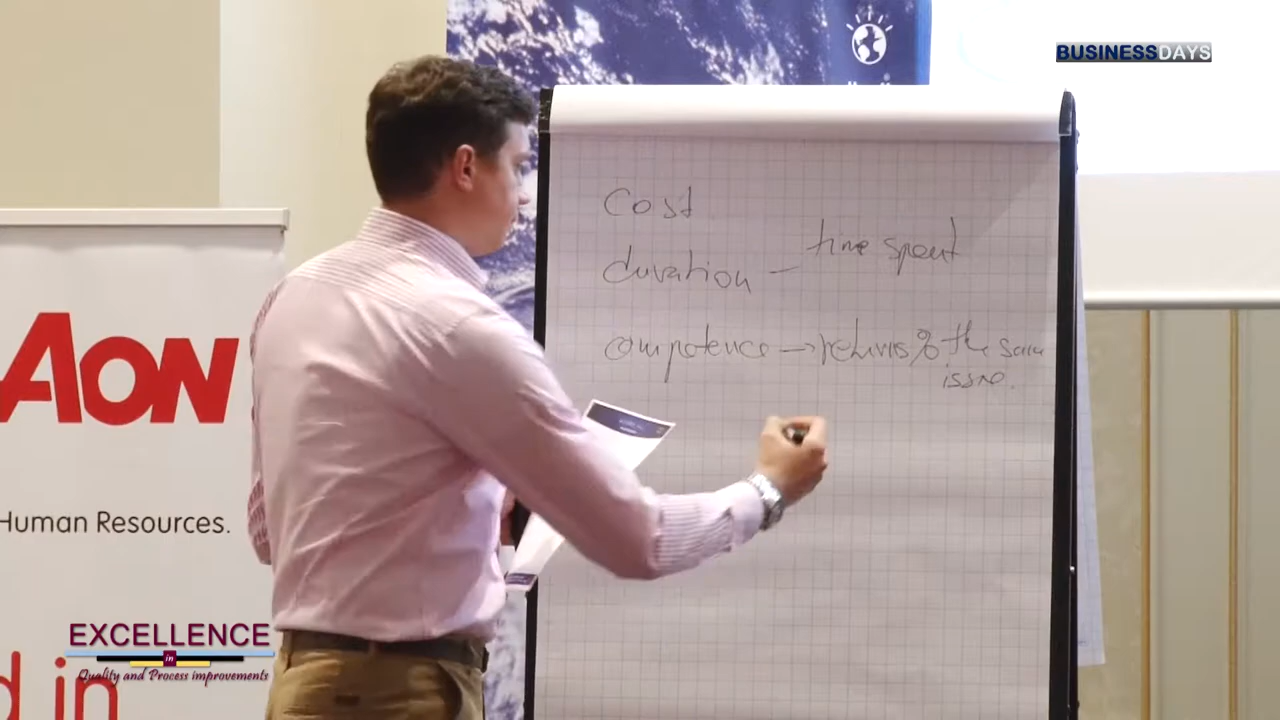 BUSINESSDAYS
Cost
duration - time spent
competence → returns % the same
issue.
AON
Human Resources.
d in
EXCELLENCE
in
Quality and Process improvements